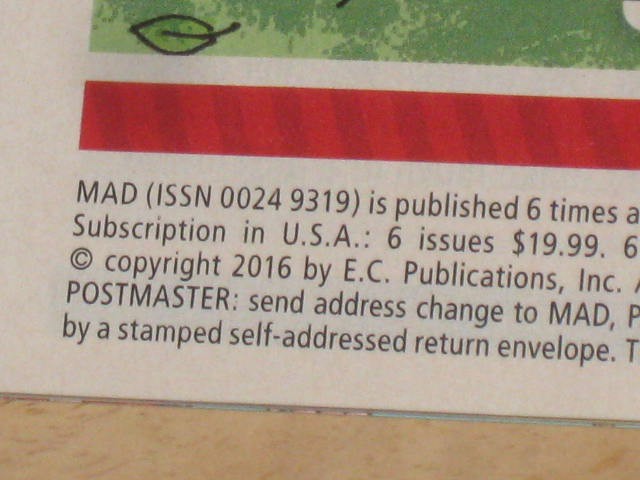 MAD (ISSN 0024 9319) is published 6 times a
Subscription in U.S.A.: 6 issues $19.99. 6
© copyright 2016 by E.C. Publications, Inc. A
POSTMASTER: send address change to MAD, P
by a stamped self-addressed return envelope. T